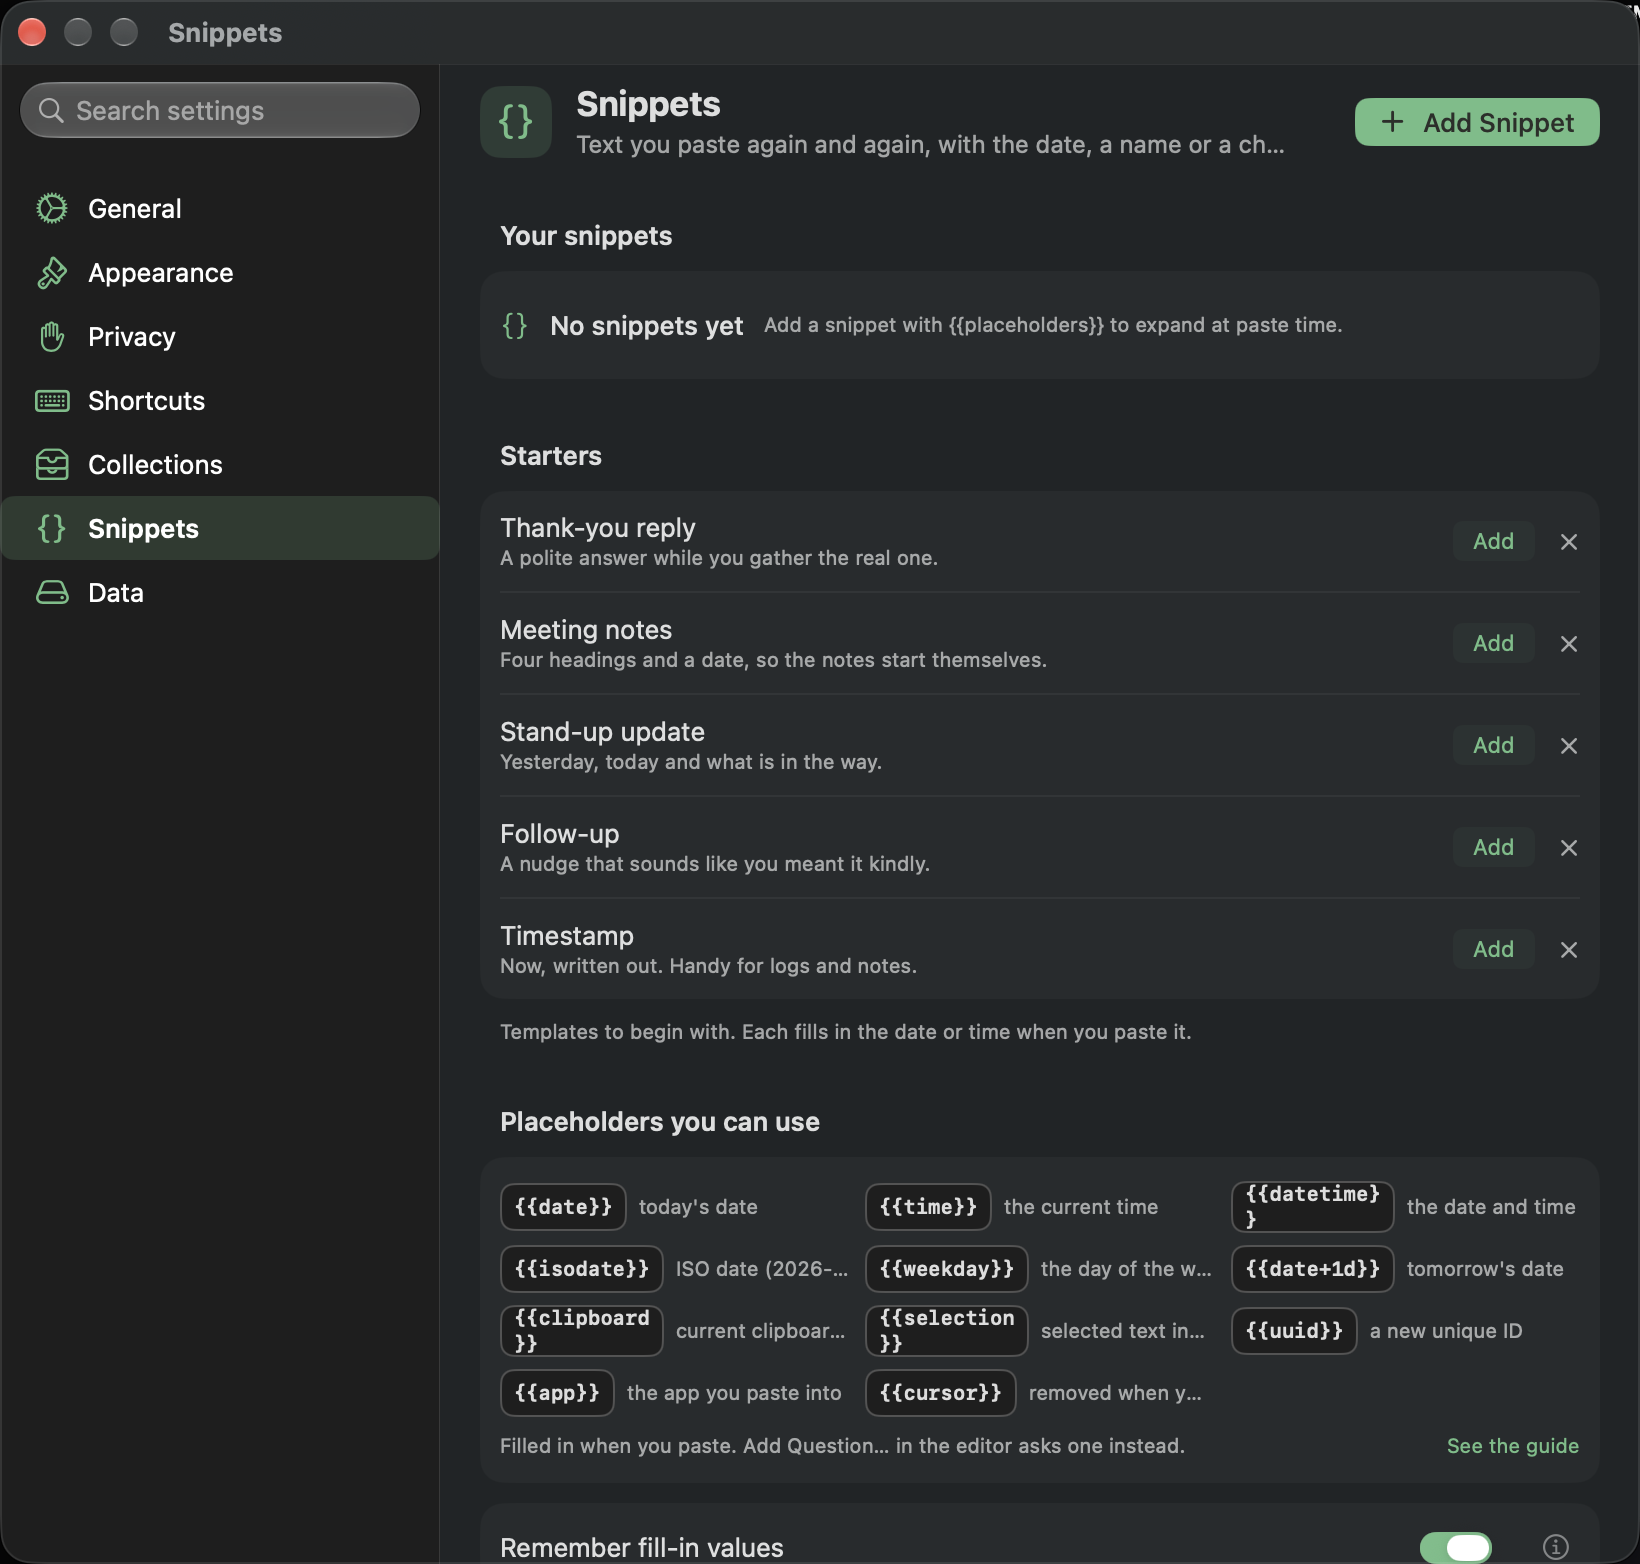 Snippets
Search settings
General
Appearance
Privacy
Shortcuts
Collections
Snippets
Data
Snippets
Text you paste again and again, with the date, a name or a ch...
Add Snippet
Your snippets
No snippets yet Add a snippet with {{placeholders}} to expand at paste time.
Starters
Thank-you reply
A polite answer while you gather the real one.
Add
Meeting notes
Four headings and a date, so the notes start themselves.
Add
Stand-up update
Yesterday, today and what is in the way.
Add
Follow-up
A nudge that sounds like you meant it kindly.
Add
Timestamp
Now, written out. Handy for logs and notes.
Add
Templates to begin with. Each fills in the date or time when you paste it.
Placeholders you can use
{{date}} today's date
{{time}} the current time
{{datetime}
} the date and time
{{isodate}} ISO date (2026-...
{{weekday}} the day of the w...
{{date+1d}} tomorrow's date
{{clipboard
}} current clipboar...
{{selection
}} selected text in...
{{uuid}} a new unique ID
{{app}} the app you paste into
{{cursor}} removed when y...
Filled in when you paste. Add Question... in the editor asks one instead.
See the guide
Remember fill-in values